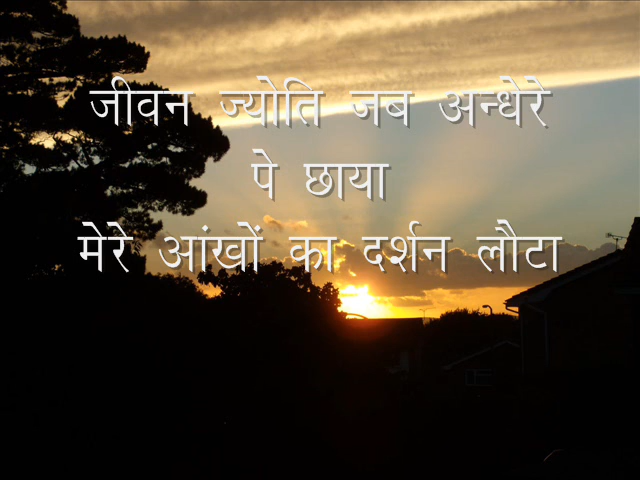 जीवन ज्योति जब अन्धेरे
पे छाया
मेरे आंखों का दर्शन लौटा